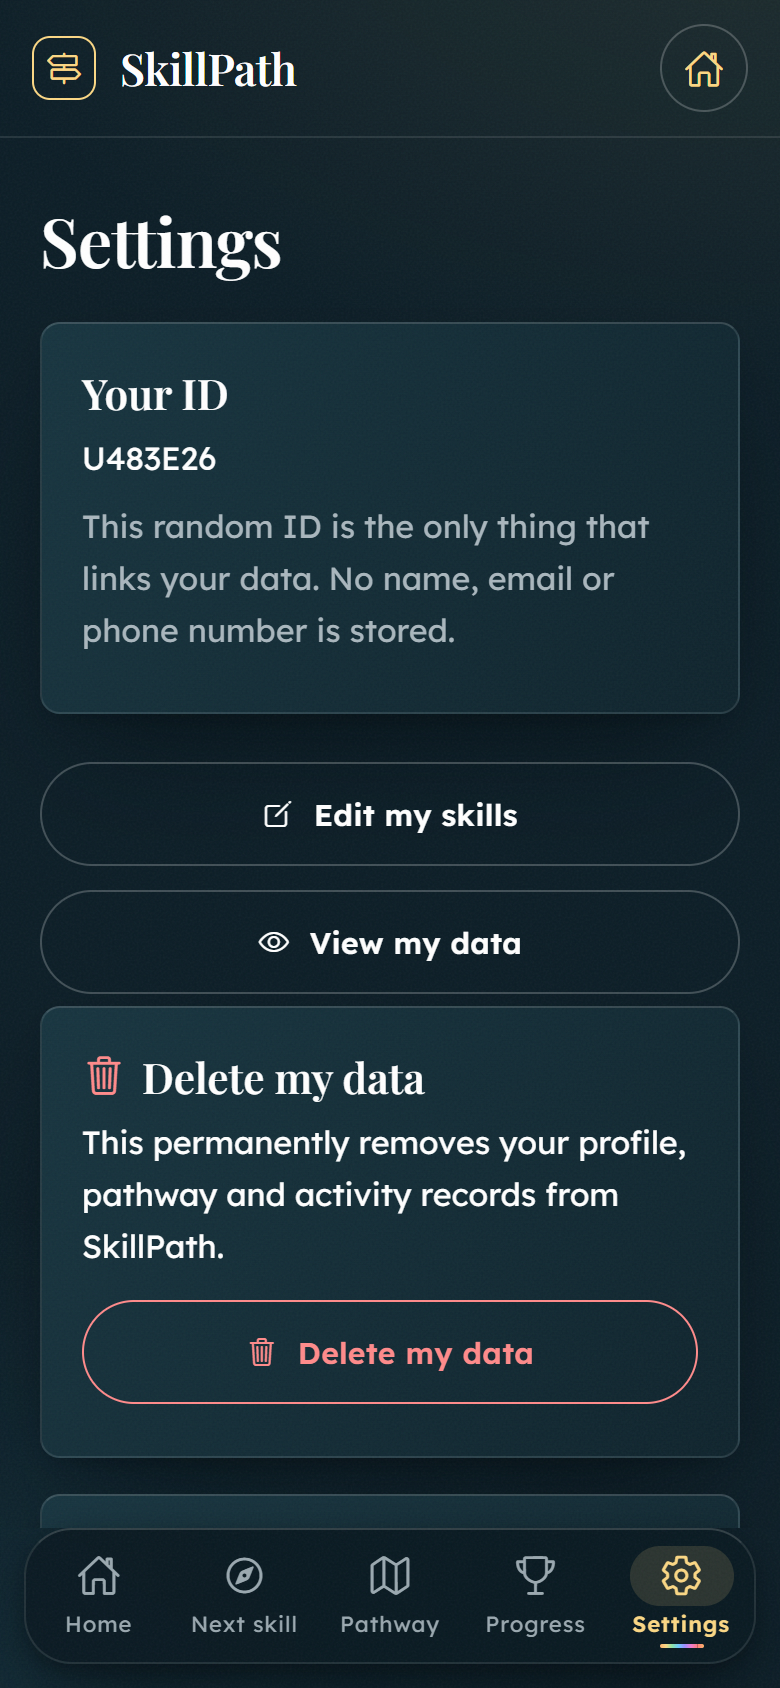 SkillPath
Settings
Your ID
U483E26
This random ID is the only thing that
links your data. No name, email or
phone number is stored.
Edit my skills
View my data
Delete my data
This permanently removes your profile,
pathway and activity records from
SkillPath.
Delete my data
Home
Next skill
Pathway
Progress
Settings